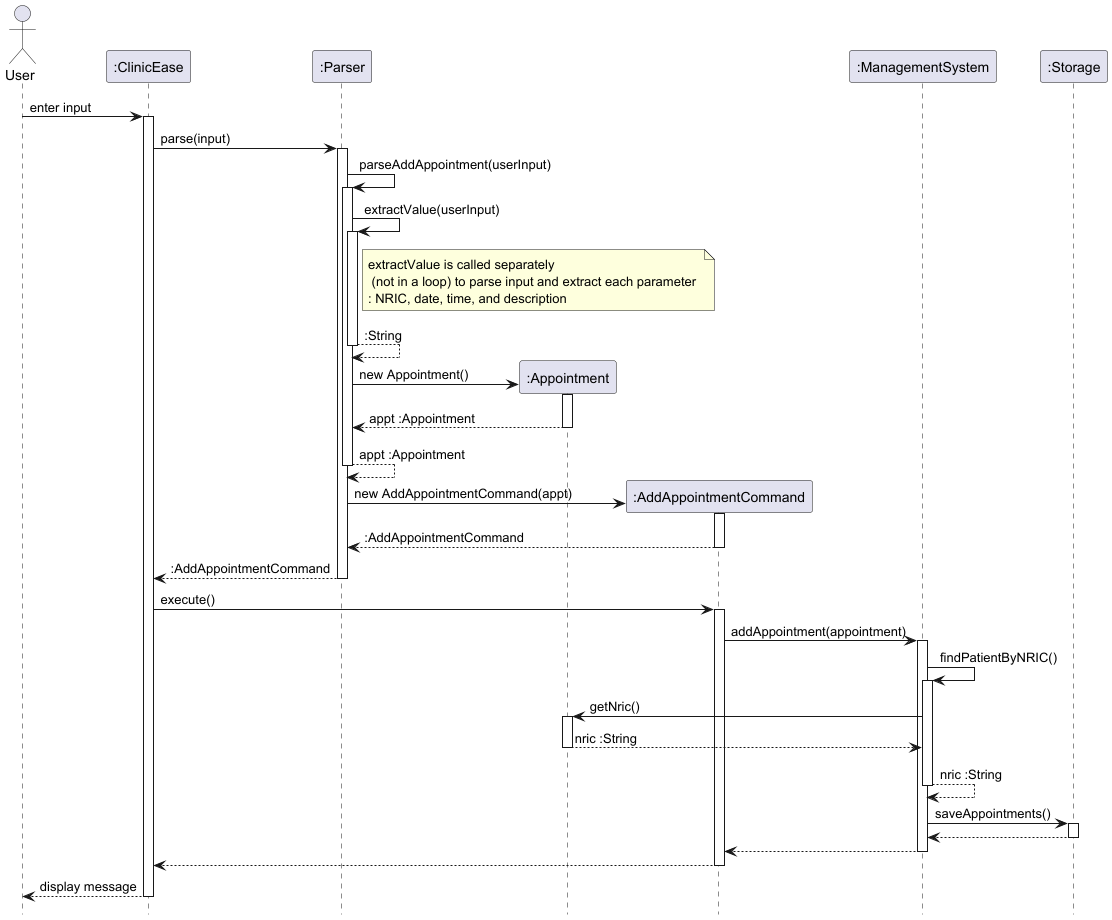 User
:ClinicEase
:Parser
:ManagementSystem
:Storage
enter input
parse(input)
parseAddAppointment(userInput)
extractValue(userInput)
extractValue is called separately
(not in a loop) to parse input and extract each parameter
: NRIC, date, time, and description
:String
new Appointment()
:Appointment
appt :Appointment
appt :Appointment
new AddAppointmentCommand(appt)
:AddAppointmentCommand
:AddAppointmentCommand
:AddAppointmentCommand
execute()
addAppointment(appointment)
findPatientByNRIC()
getNric()
nric :String
nric :String
saveAppointments()
display message